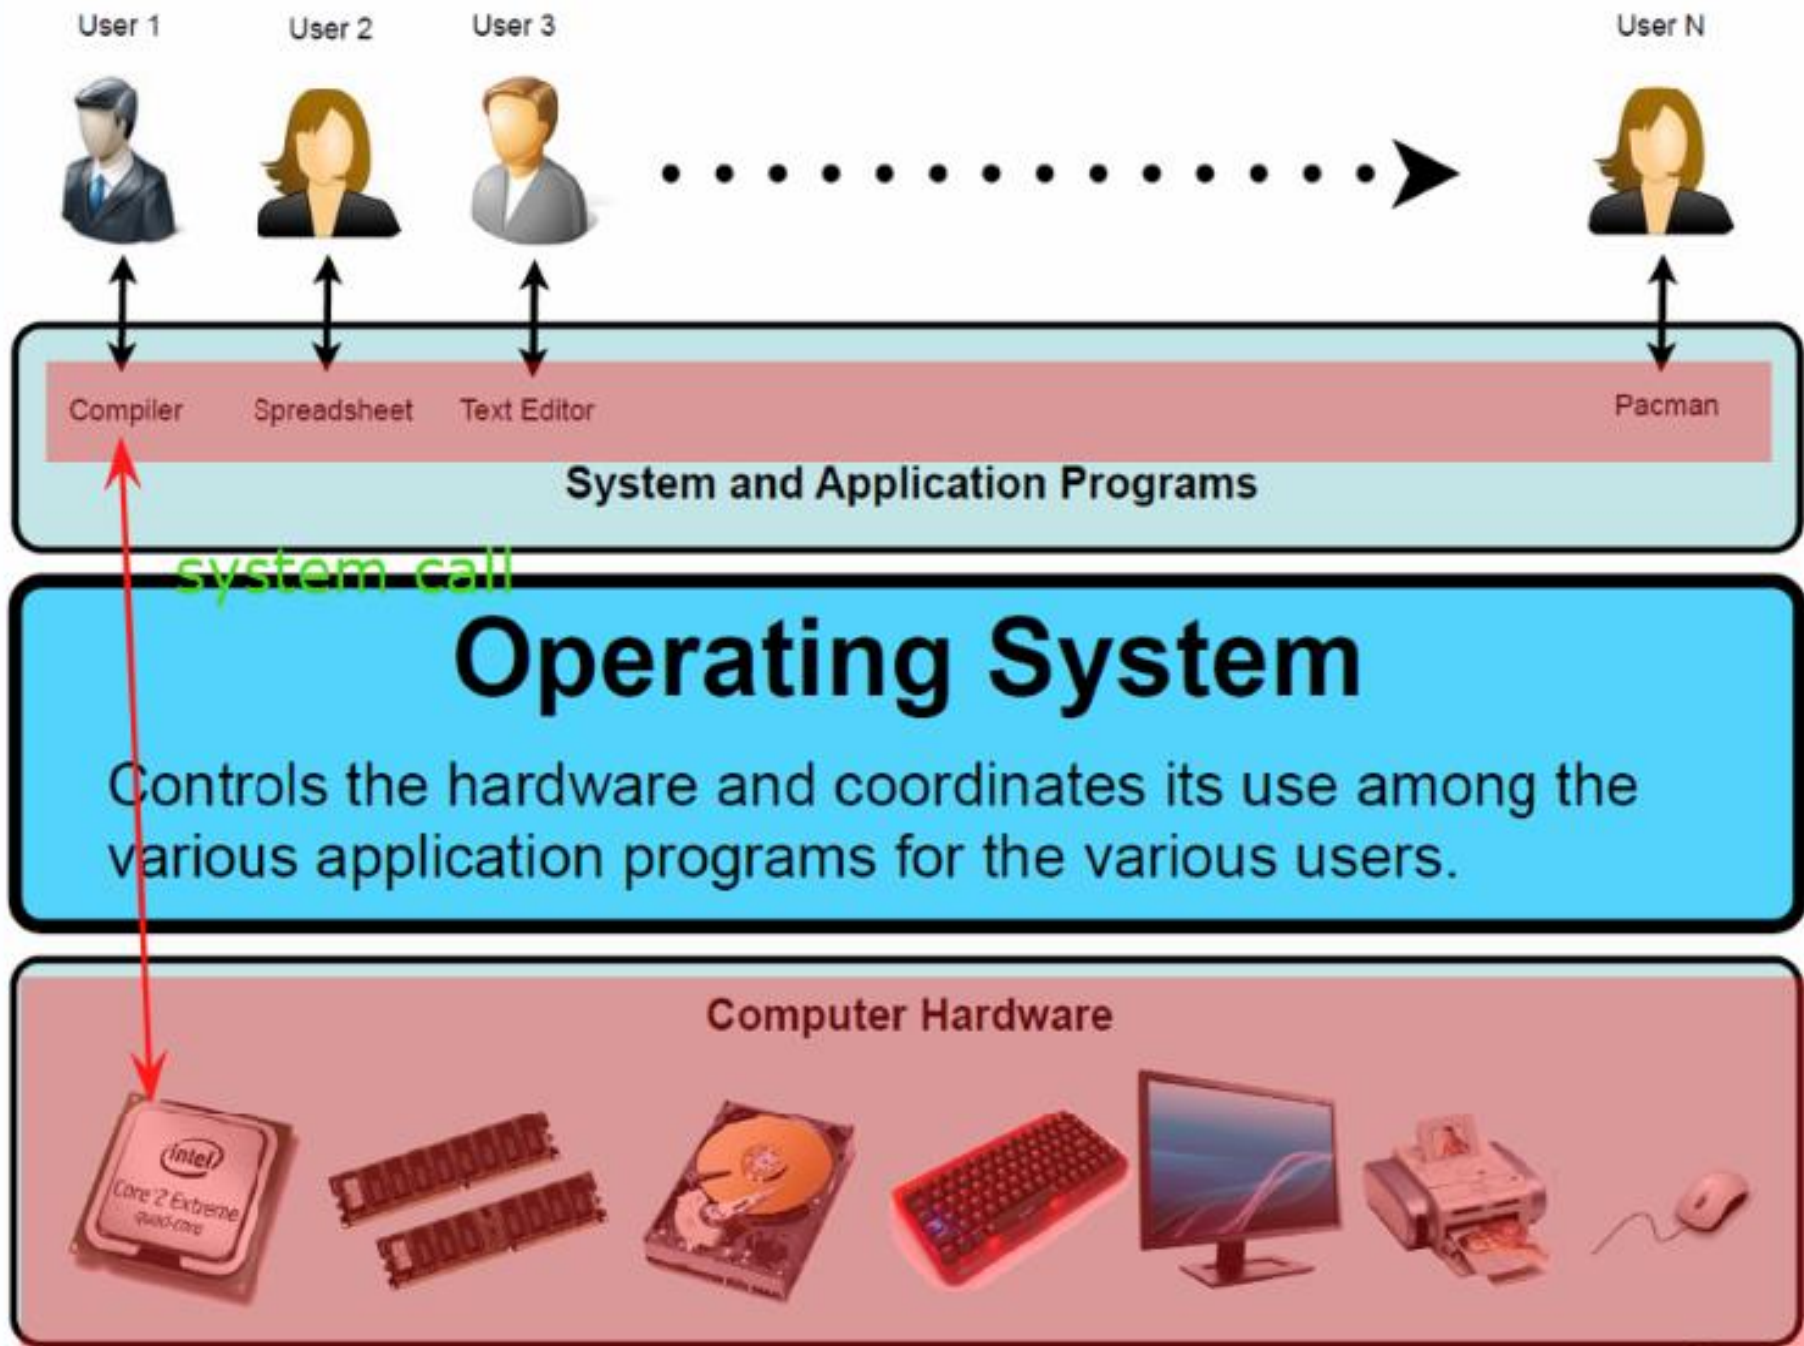 User 1
User 2
User 3
User N
Compiler
Spreadsheet
Text Editor
Pacman
System and Application Programs
system call
Operating System
Controls the hardware and coordinates its use among the
various application programs for the various users.
Computer Hardware
intel
Core 2 Extreme
quad-core